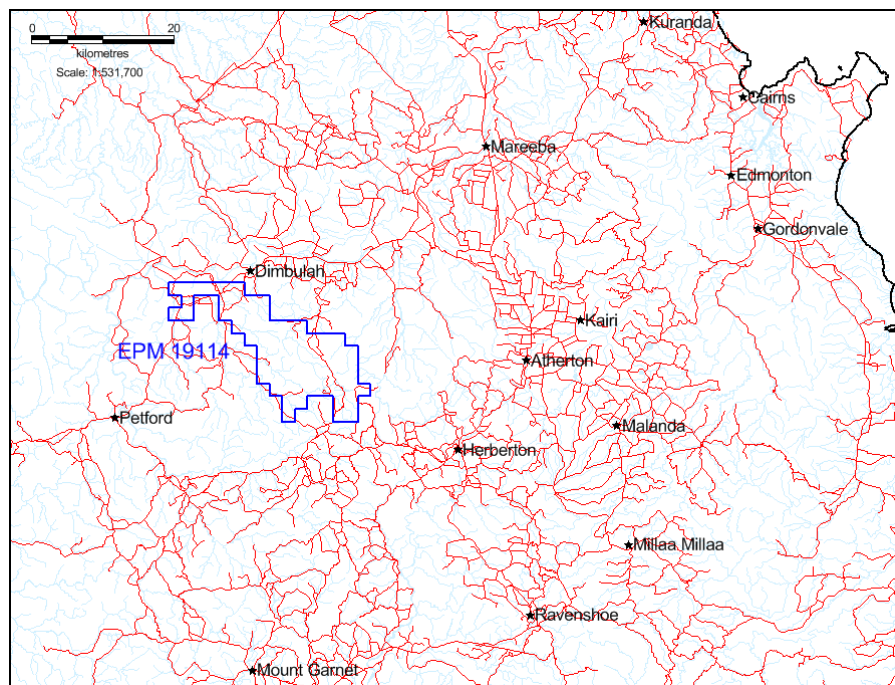 Kuranda
0 20
kilometres
Scale: 1:531,700
Cairns
Mareeba
Edmonton
Gordonvale
Dimbulah
Kairi
EPM 19114
Atherton
Petford
Malanda
Herberton
Millaa Millaa
Ravenshoe
Mount Garnet